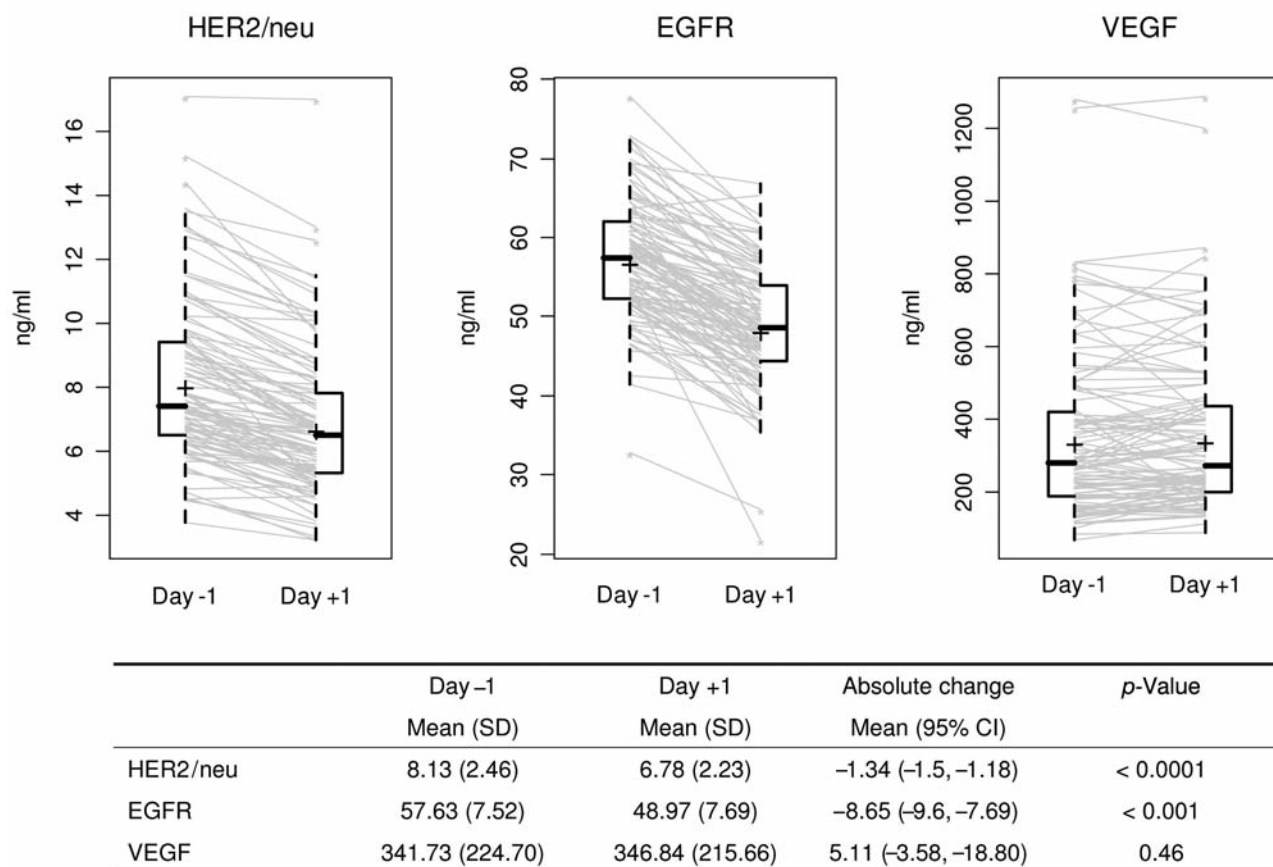 HER2/neu EGFR VEGF
ng/ml
16
14
12
10
8
6
4
Day -1 Day +1
ng/ml
80
70
60
50
40
30
20
Day -1 Day +1
ng/ml
1200
1000
800
600
400
200
Day -1 Day +1
Day –1 Day +1 Absolute change p-Value
Mean (SD) Mean (SD) Mean (95% CI)
HER2/neu 8.13 (2.46) 6.78 (2.23) –1.34 (–1.5, –1.18) < 0.0001
EGFR 57.63 (7.52) 48.97 (7.69) –8.65 (–9.6, –7.69) < 0.001
VEGF 341.73 (224.70) 346.84 (215.66) 5.11 (–3.58, –18.80) 0.46